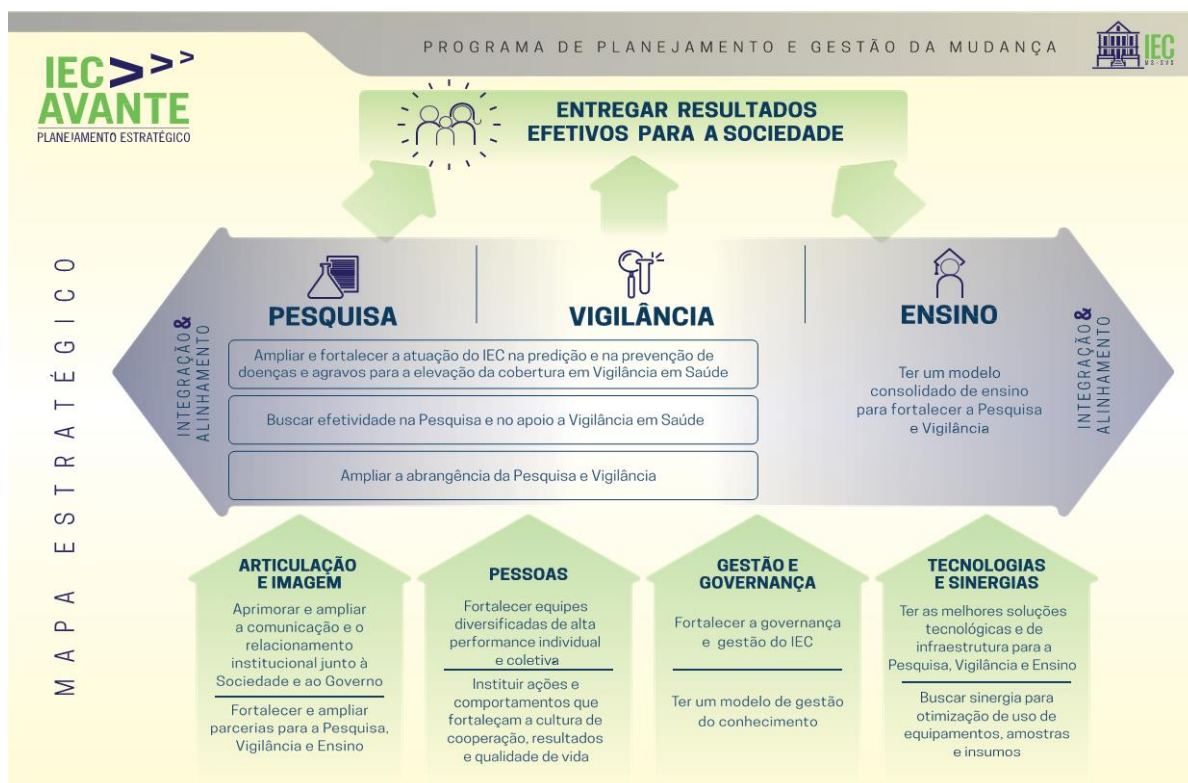 PROGRAMA DE PLANEJAMENTO E GESTÃO DA MUDANÇA
IEC
MS-SVS
IEC
AVANTE
PLANEJAMENTO ESTRATÉGICO
ENTREGAR RESULTADOS
EFETIVOS PARA A SOCIEDADE
MAPA ESTRATÉGICO
INTEGRAÇÃO &
ALINHAMENTO
PESQUISA
VIGILÂNCIA
ENSINO
Ampliar e fortalecer a atuação do IEC na predição e na prevenção de
doenças e agravos para a elevação da cobertura em Vigilância em Saúde
Buscar efetividade na Pesquisa e no apoio a Vigilância em Saúde
Ampliar a abrangência da Pesquisa e Vigilância
Ter um modelo
consolidado de ensino
para fortalecer a Pesquisa
e Vigilância
INTEGRAÇÃO &
ALINHAMENTO
ARTICULAÇÃO
E IMAGEM
Aprimorar e ampliar
a comunicação e o
relacionamento
institucional junto à
Sociedade e ao Governo
Fortalecer e ampliar
parcerias para a Pesquisa,
Vigilância e Ensino
PESSOAS
Fortalecer equipes
diversificadas de alta
performance individual
e coletiva
Instituir ações e
comportamentos que
fortaleçam a cultura de
cooperação, resultados
e qualidade de vida
GESTÃO E
GOVERNANÇA
Fortalecer a governança
e gestão do IEC
Ter um modelo de gestão
do conhecimento
TECNOLOGIAS
E SINERGIAS
Ter as melhores soluções
tecnológicas e de
infraestrutura para a
Pesquisa, Vigilância e Ensino
Buscar sinergia para
otimização de uso de
equipamentos, amostras
e insumos